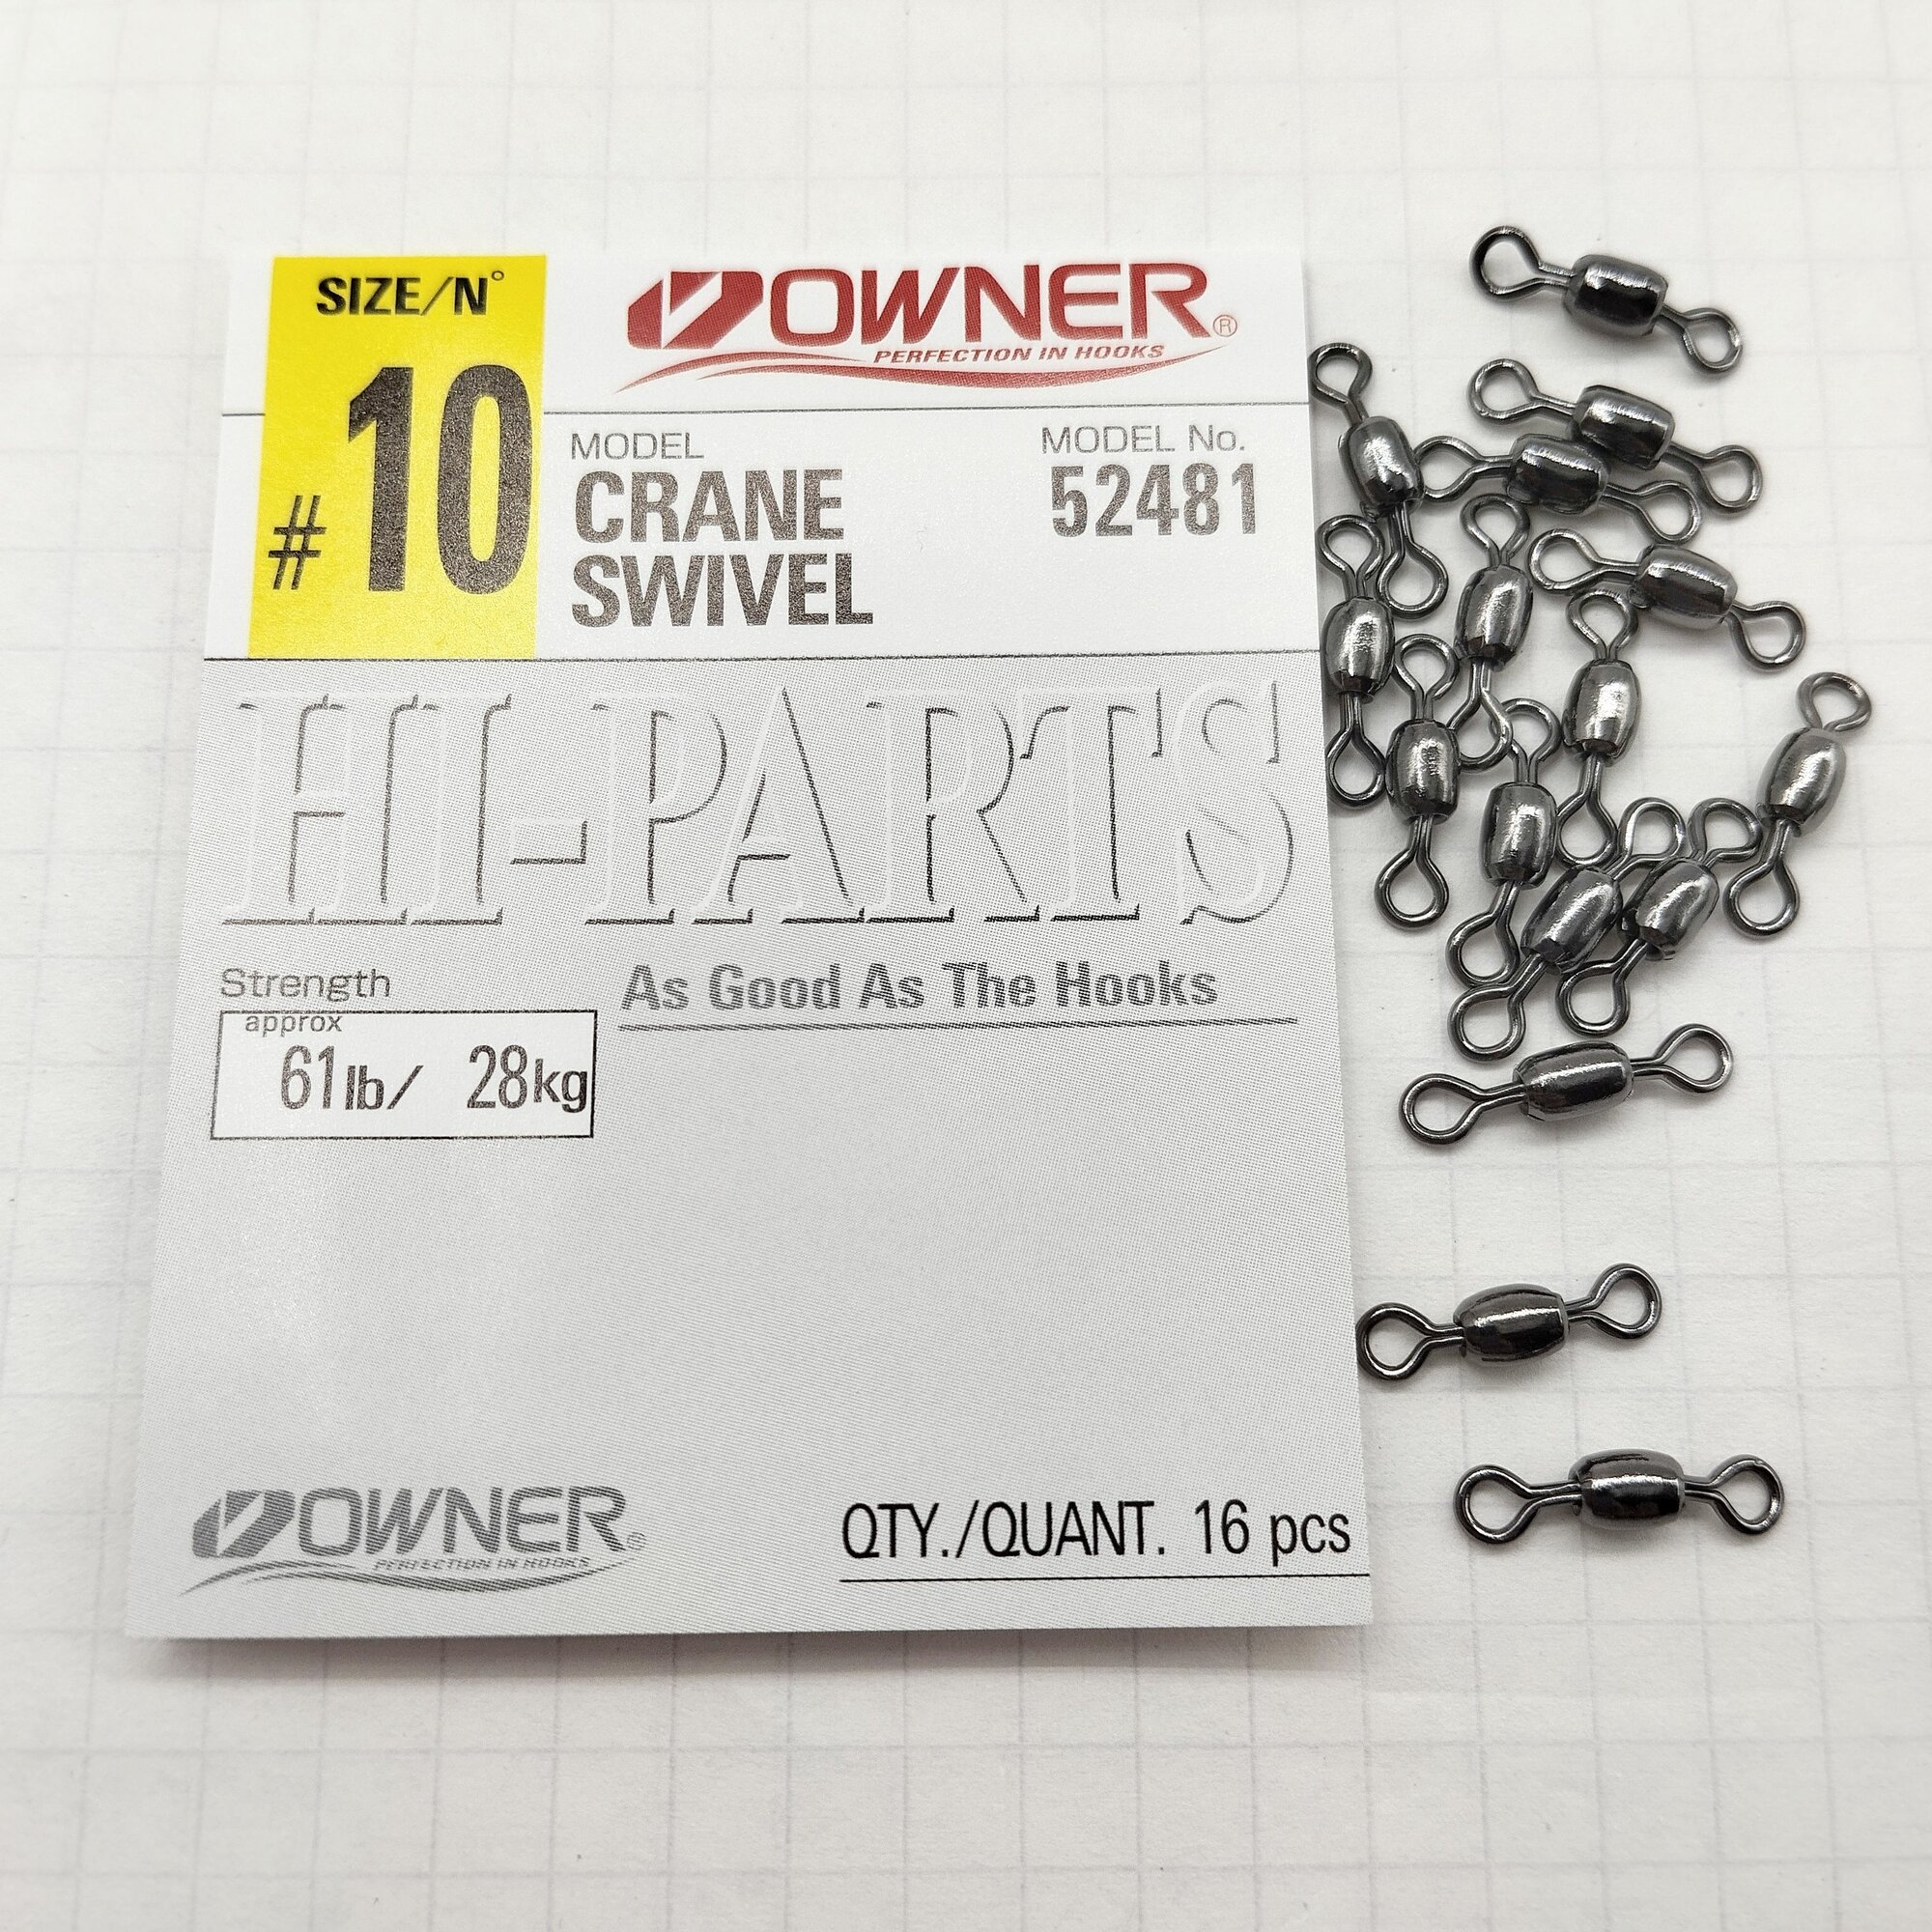 SIZE/N°
#10
OWNER®
PERFECTION IN HOOKS
MODEL
CRANE
SWIVEL
MODEL No.
52481
HI-PARTS
As Good As The Hooks
Strength
approx
61lb/ 28kg
OWNER®
PERFECTION IN HOOKS
QTY./QUANT. 16 pcs